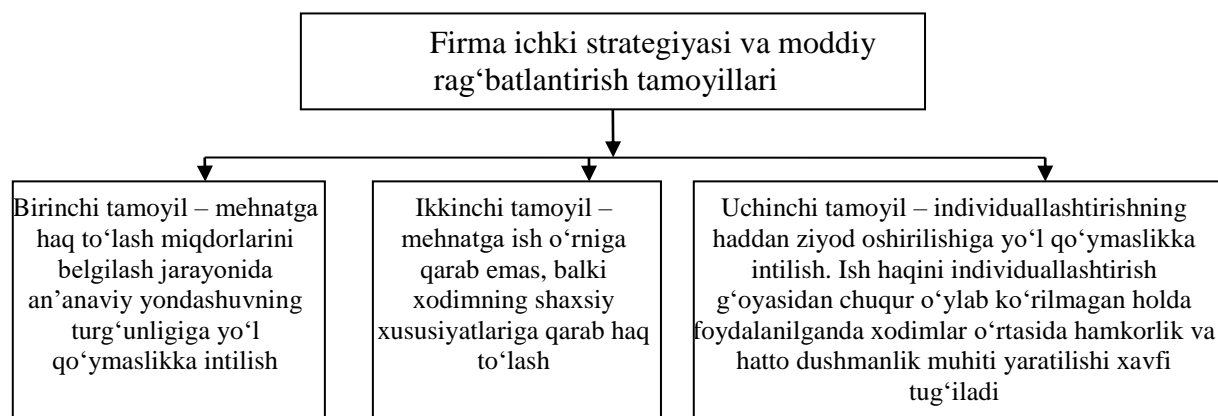 Firma ichki strategiyasi va moddiy
rag‘batlantirish tamoyillari
Birinchi tamoyil – mehnatga
haq to‘lash miqdorlarini
belgilash jarayonida
an’anaviy yondashuvning
turg‘unligiga yo‘l
qo‘ymaslikka intilish
Ikkinchi tamoyil –
mehnatga ish o‘rniga
qarab emas, balki
xodimning shaxsiy
xususiyatlariga qarab haq
to‘lash
Uchinchi tamoyil – individuallashtirishning
haddan ziyod oshirilishiga yo‘l qo‘ymaslikka
intilish. Ish haqini individuallashtirish
g‘oyasidan chuqur o‘ylab ko‘rilmagan holda
foydalanilganda xodimlar o‘rtasida hamkorlik va
hatto dushmanlik muhiti yaratilishi xavfi
tug‘iladi